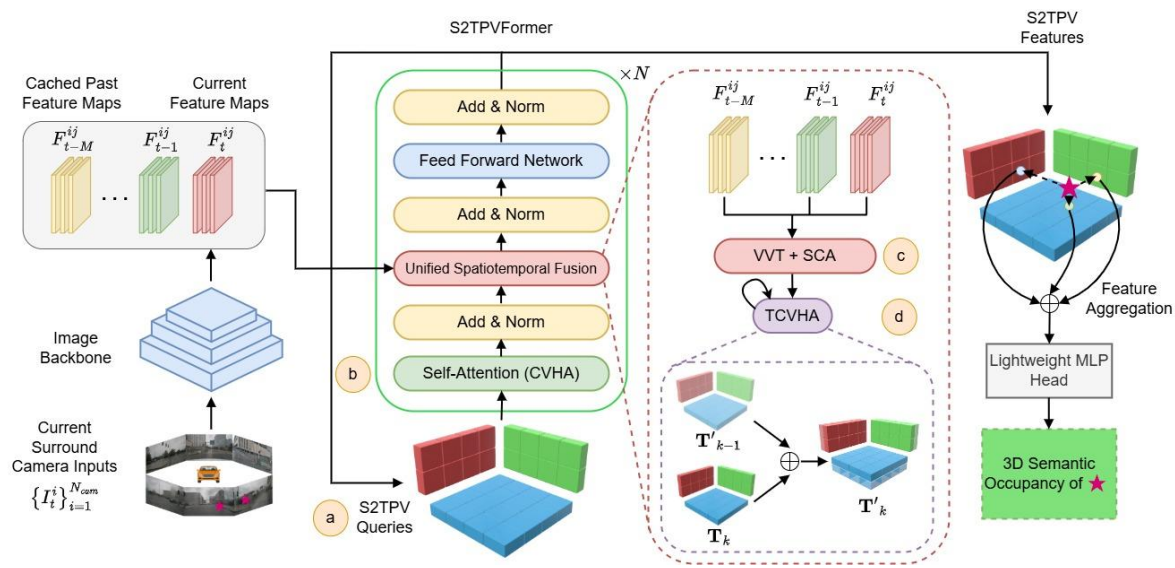 S2TPVFormer
S2TPV
Features
Cached Past
Feature Maps
Current
Feature Maps
F^{ij}_{t-M}
F^{ij}_{t-1}
F^{ij}_{t}
. . .
Image
Backbone
Current
Surround
Camera Inputs
{I^i_t}^{N_{cam}}_{i=1}
×N
Add & Norm
Feed Forward Network
Add & Norm
Unified Spatiotemporal Fusion
Add & Norm
b
Self-Attention (CVHA)
a
S2TPV
Queries
F^{ij}_{t-M}
F^{ij}_{t-1}
F^{ij}_{t}
. . .
VVT + SCA
c
TCVHA
d
T'_{k-1}
T_k
T'_k
Feature
Aggregation
Lightweight MLP
Head
3D Semantic
Occupancy of ★